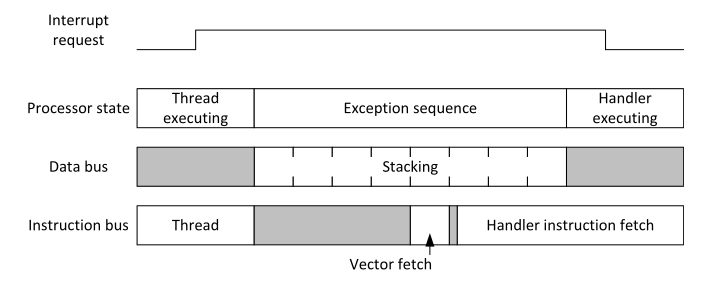 Interrupt
request
Processor state
Thread
executing
Exception sequence
Handler
executing
Data bus
Stacking
Instruction bus
Thread
Handler instruction fetch
Vector fetch